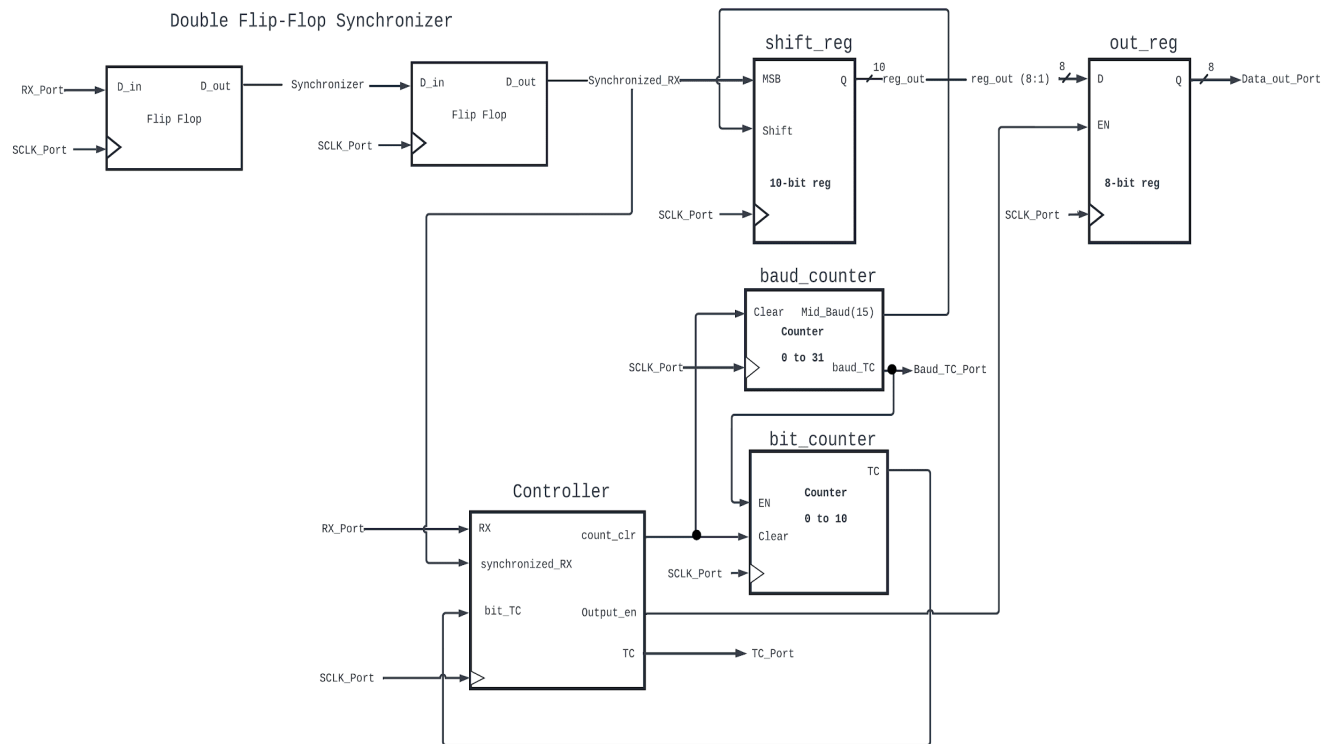 Double Flip-Flop Synchronizer
RX_Port
D_in
D_out
Flip Flop
SCLK_Port
Synchronizer
D_in
D_out
Flip Flop
SCLK_Port
Synchronized_RX
shift_reg
MSB
Q
Shift
10-bit reg
SCLK_Port
10
reg_out
reg_out (8:1)
8
out_reg
D
Q
EN
8-bit reg
SCLK_Port
8
Data_out_Port
baud_counter
Clear
Mid_Baud(15)
Counter
0 to 31
baud_TC
SCLK_Port
Baud_TC_Port
bit_counter
TC
Counter
0 to 10
EN
Clear
SCLK_Port
Controller
RX_Port
RX
count_clr
synchronized_RX
bit_TC
Output_en
TC
TC_Port
SCLK_Port